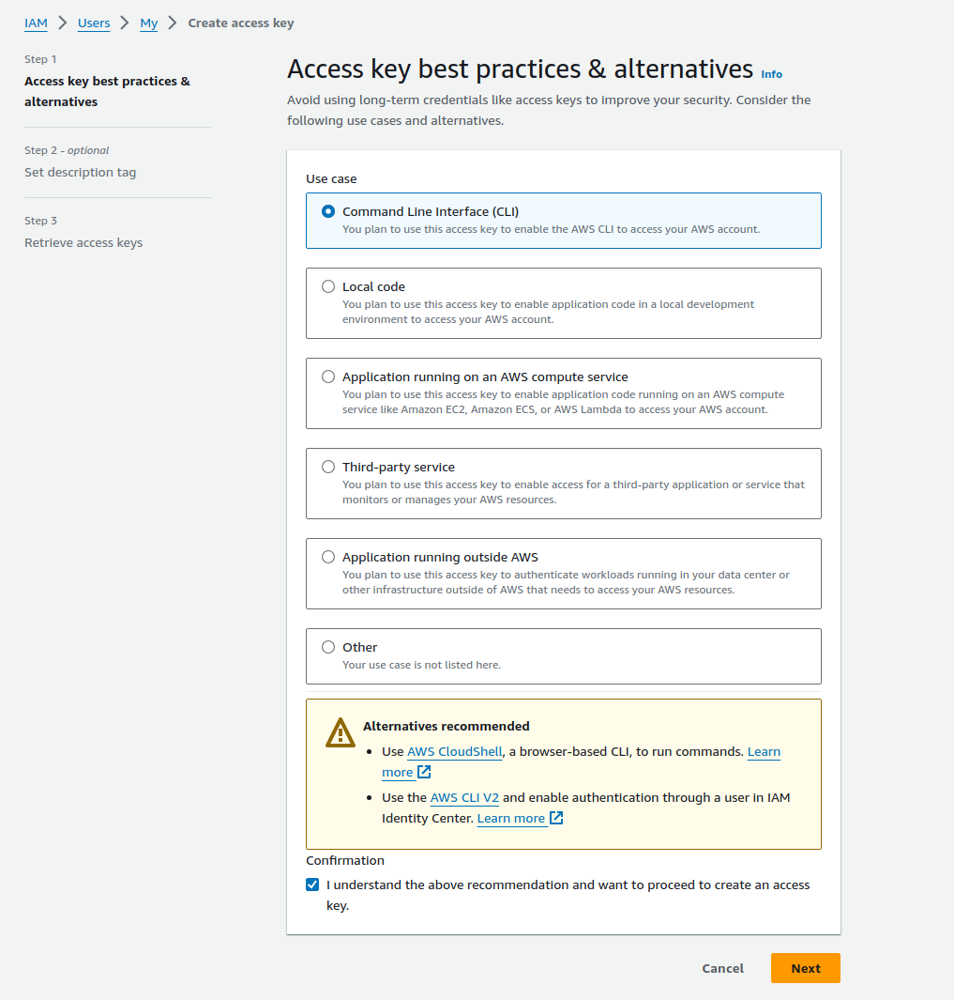 IAM > Users > My > Create access key
Step 1
Access key best practices &
alternatives
Step 2 - optional
Set description tag
Step 3
Retrieve access keys
Access key best practices & alternatives Info
Avoid using long-term credentials like access keys to improve your security. Consider the
following use cases and alternatives.
Use case
Command Line Interface (CLI)
You plan to use this access key to enable the AWS CLI to access your AWS account.
Local code
You plan to use this access key to enable application code in a local development
environment to access your AWS account.
Application running on an AWS compute service
You plan to use this access key to enable application code running on an AWS compute
service like Amazon EC2, Amazon ECS, or AWS Lambda to access your AWS account.
Third-party service
You plan to use this access key to enable access for a third-party application or service that
monitors or manages your AWS resources.
Application running outside AWS
You plan to use this access key to authenticate workloads running in your data center or
other infrastructure outside of AWS that needs to access your AWS resources.
Other
Your use case is not listed here.
Alternatives recommended
• Use AWS CloudShell, a browser-based CLI, to run commands. Learn
more
• Use the AWS CLI V2 and enable authentication through a user in IAM
Identity Center. Learn more
Confirmation
I understand the above recommendation and want to proceed to create an access
key.
Cancel
Next